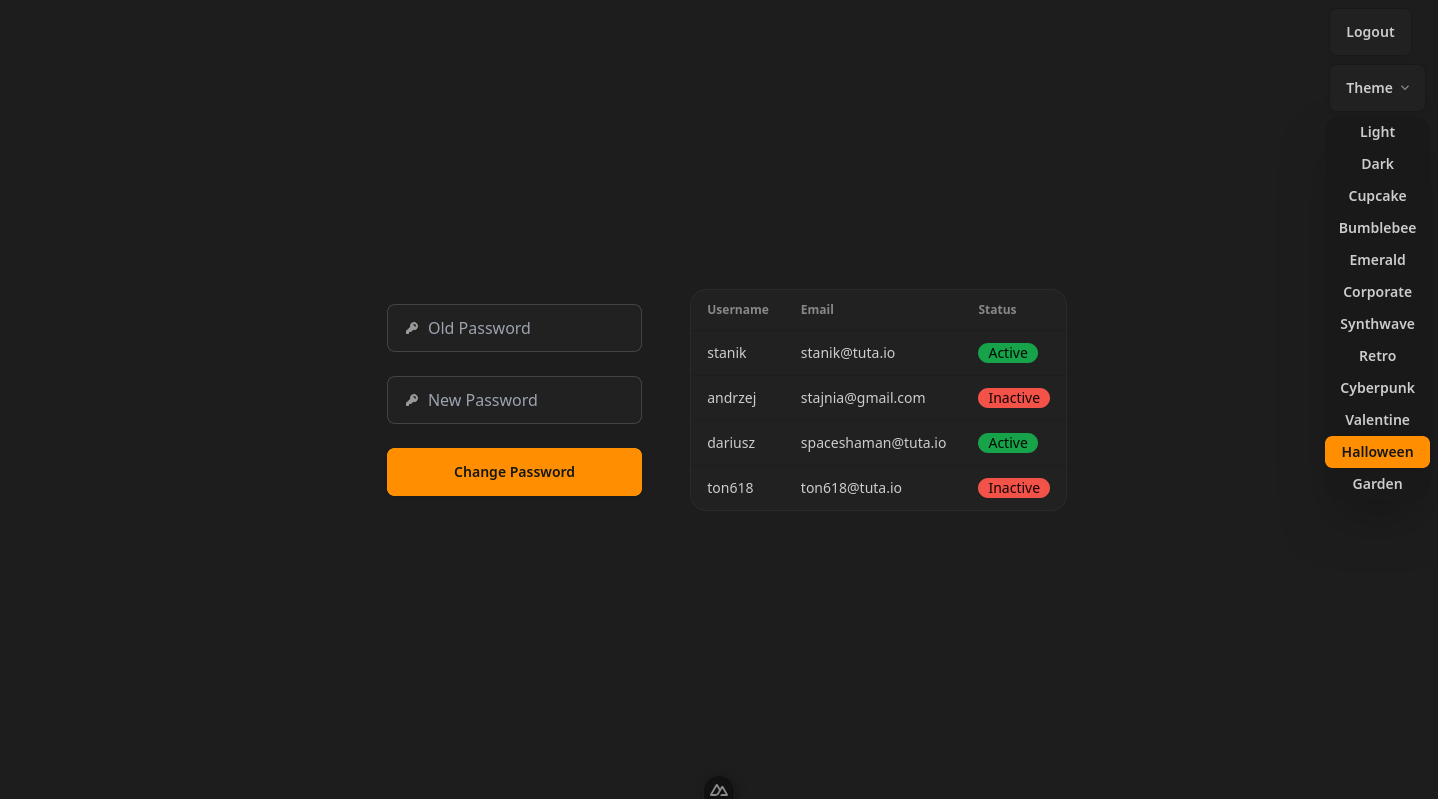 Logout
Theme
Light
Dark
Cupcake
Bumblebee
Emerald
Corporate
Synthwave
Retro
Cyberpunk
Valentine
Halloween
Garden
Old Password
New Password
Change Password
Username Email Status
stanik stanik@tuta.io Active
andrzej stajnia@gmail.com Inactive
dariusz spaceshaman@tuta.io Active
ton618 ton618@tuta.io Inactive